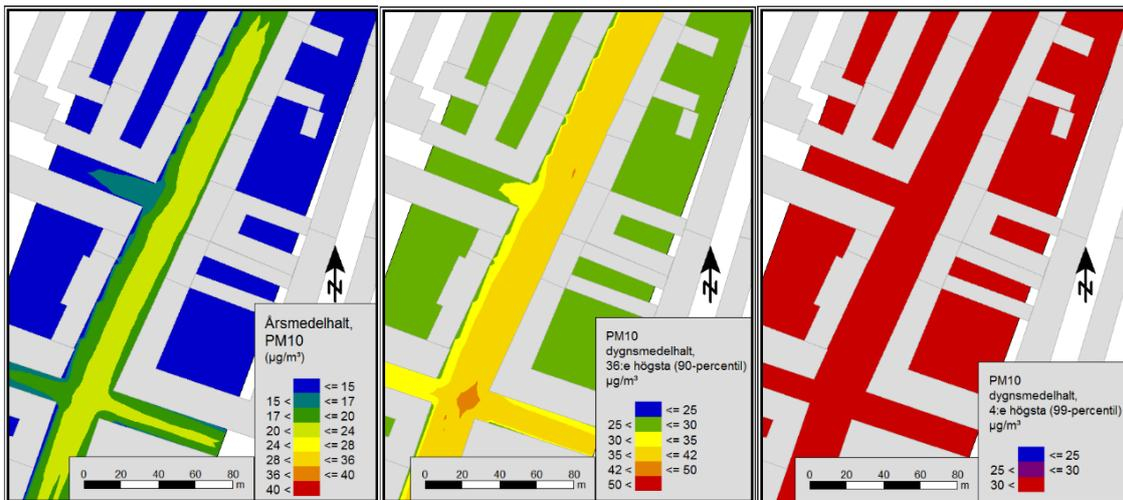 N
Årsmedelhalt,
PM10
(µg/m³)
<= 15
15 < <= 17
17 < <= 20
20 < <= 24
24 < <= 28
28 < <= 36
36 < <= 40
40 <
0 20 40 60 80
m
N
PM10
dygnsmedelhalt,
36:e högsta (90-percentil)
µg/m³
<= 25
25 < <= 30
30 < <= 35
35 < <= 42
42 < <= 50
50 <
0 20 40 60 80
m
N
PM10
dygnsmedelhalt,
4:e högsta (99-percentil)
µg/m³
<= 25
25 < <= 30
30 <
0 20 40 60 80
m